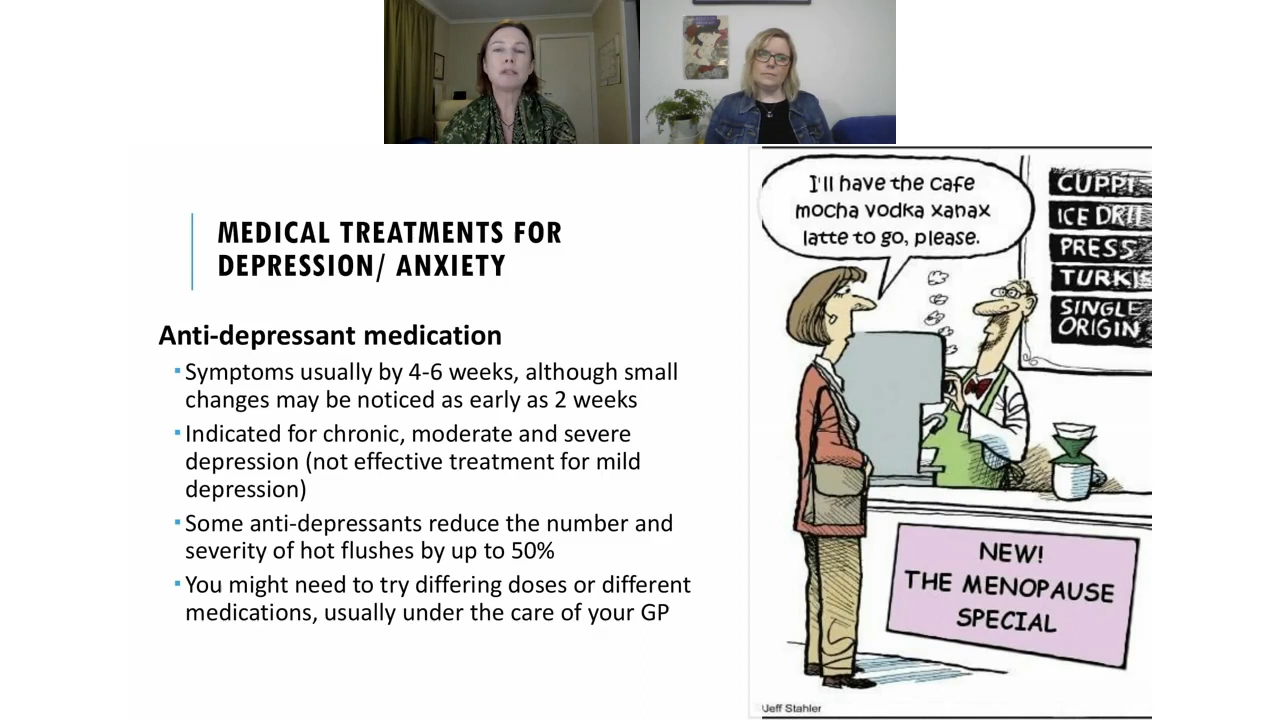 MEDICAL TREATMENTS FOR
DEPRESSION/ ANXIETY
Anti-depressant medication
Symptoms usually by 4-6 weeks, although small
changes may be noticed as early as 2 weeks
Indicated for chronic, moderate and severe
depression (not effective treatment for mild
depression)
Some anti-depressants reduce the number and
severity of hot flushes by up to 50%
You might need to try differing doses or different
medications, usually under the care of your GP
I'll have the cafe
mocha vodka xanax
latte to go, please.
ICE
PRESS
SINGLE
ORIGIN
NEW!
THE MENOPAUSE
SPECIAL
Jeff Stahler